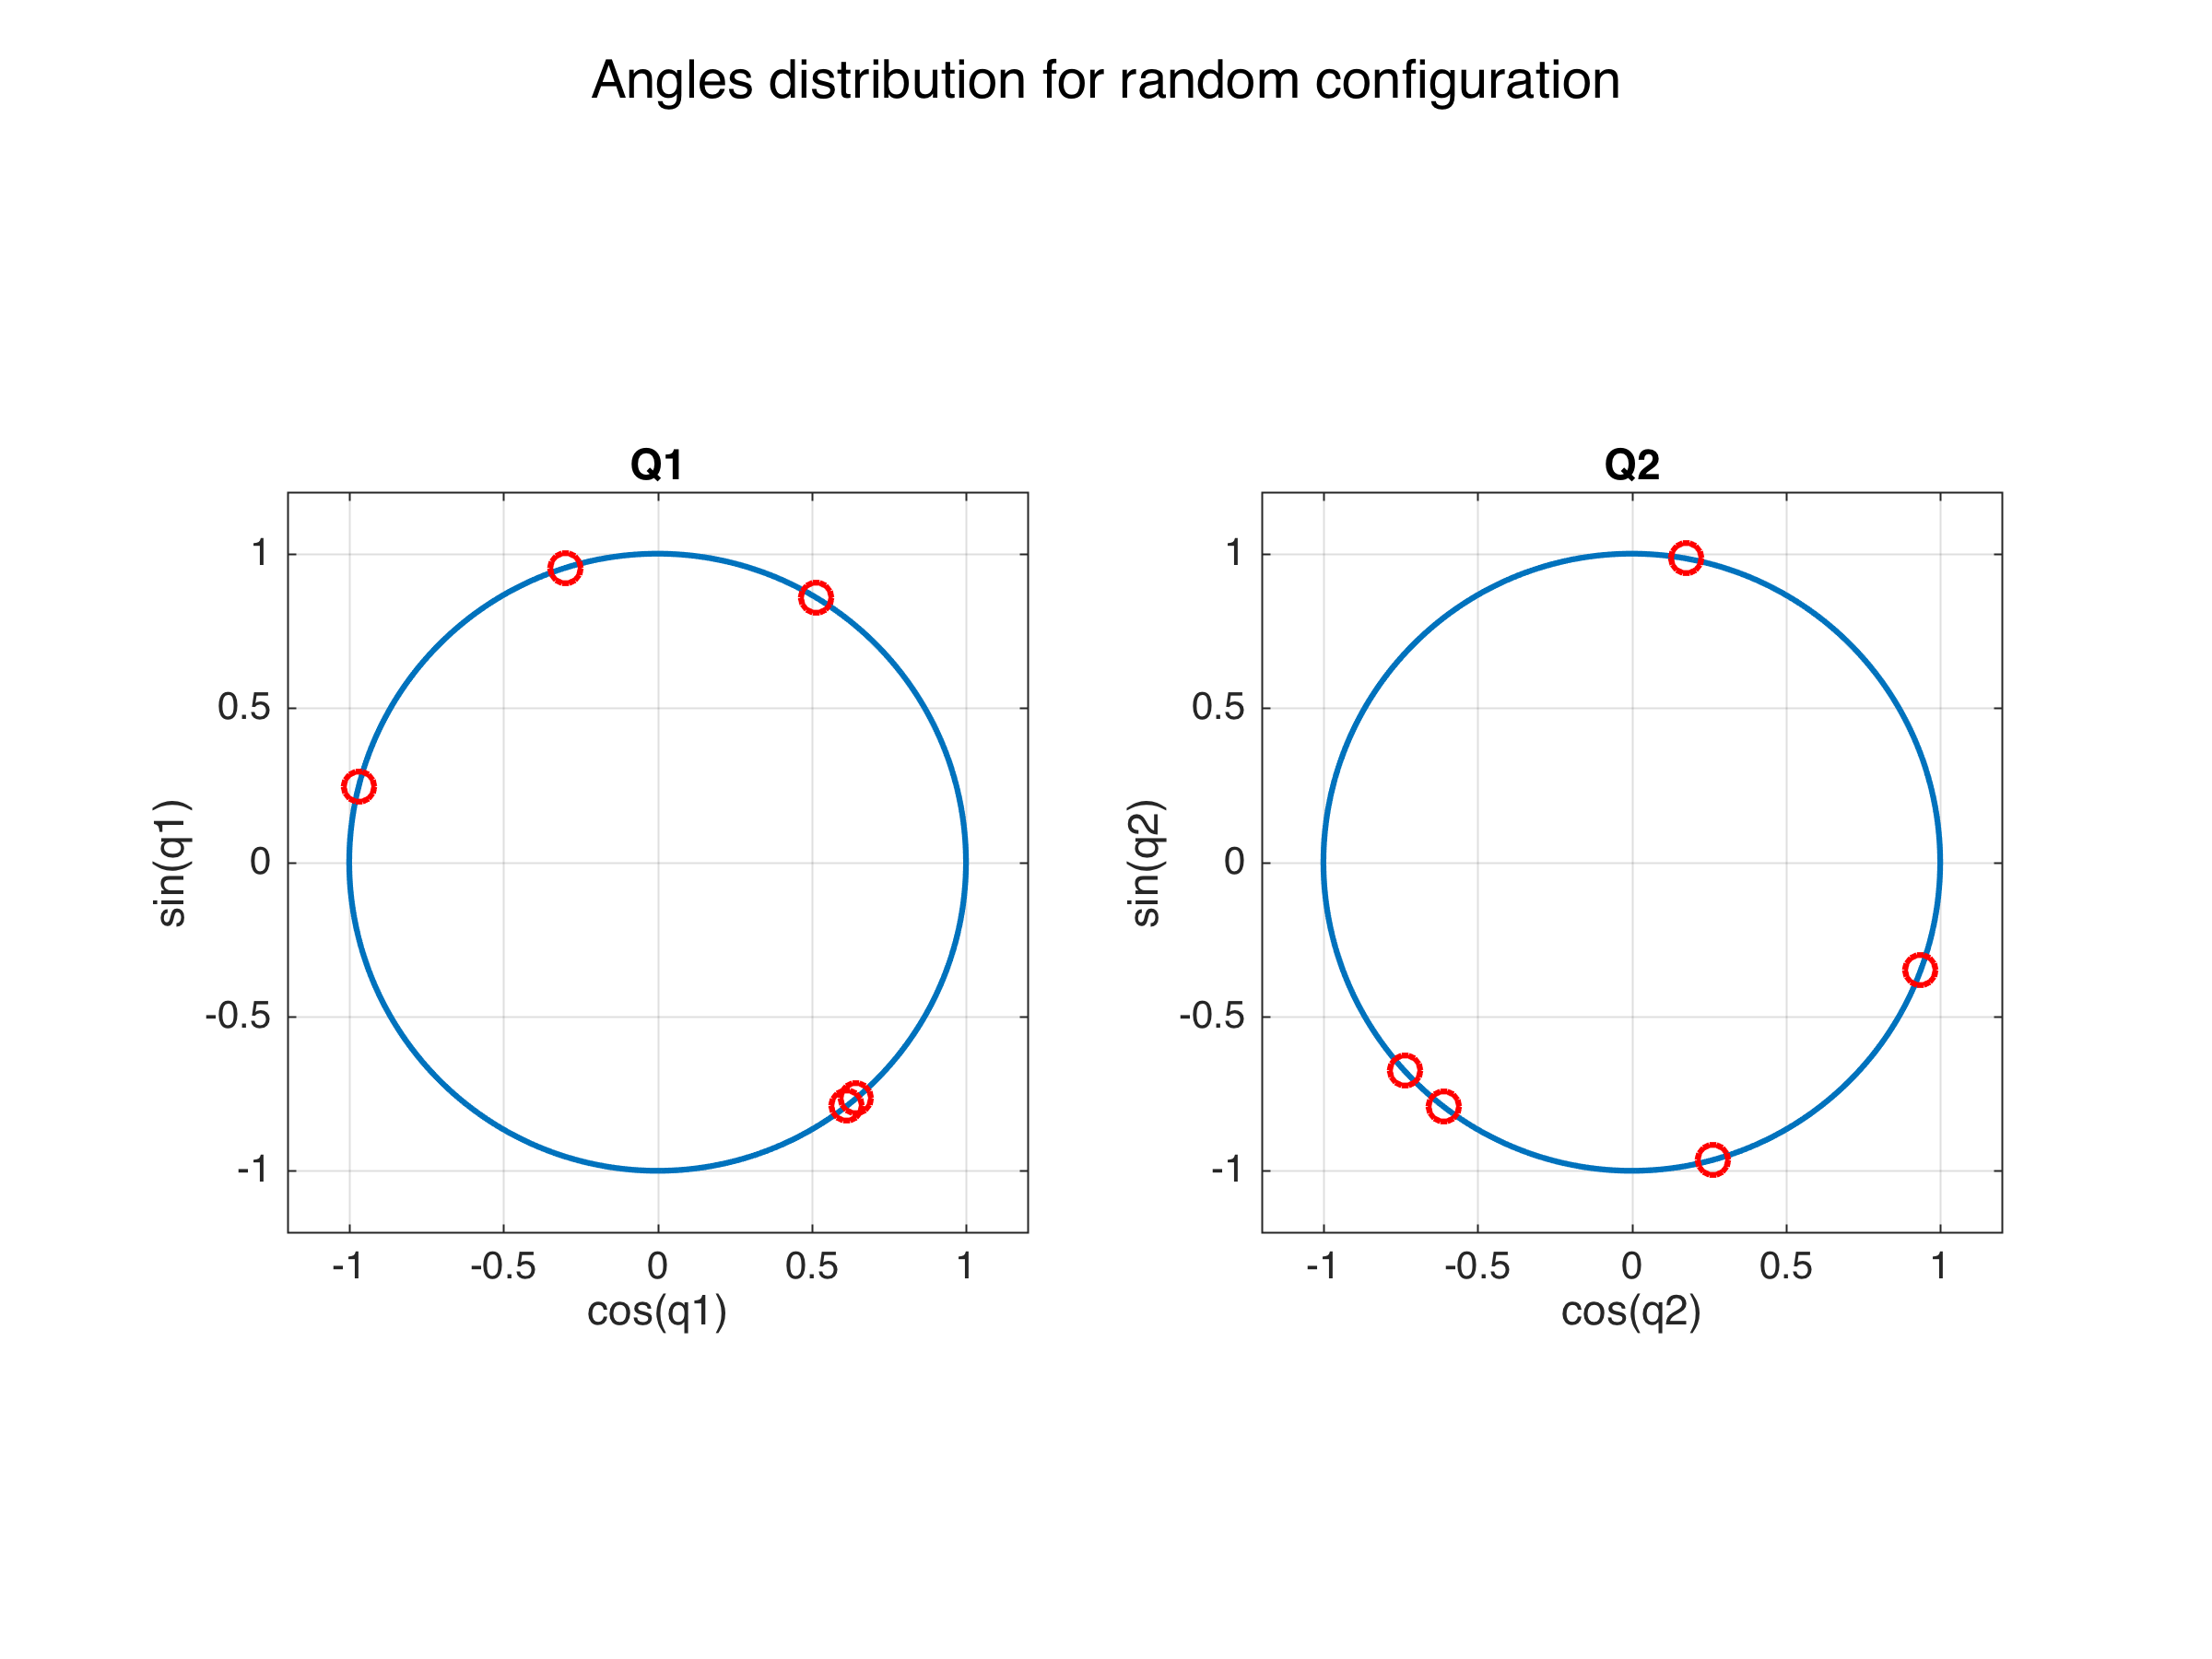 Angles distribution for random configuration
Q1
1
0.5
0
-0.5
-1
sin(q1)
-1 -0.5 0 0.5 1
cos(q1)
Q2
1
0.5
0
-0.5
-1
sin(q2)
-1 -0.5 0 0.5 1
cos(q2)